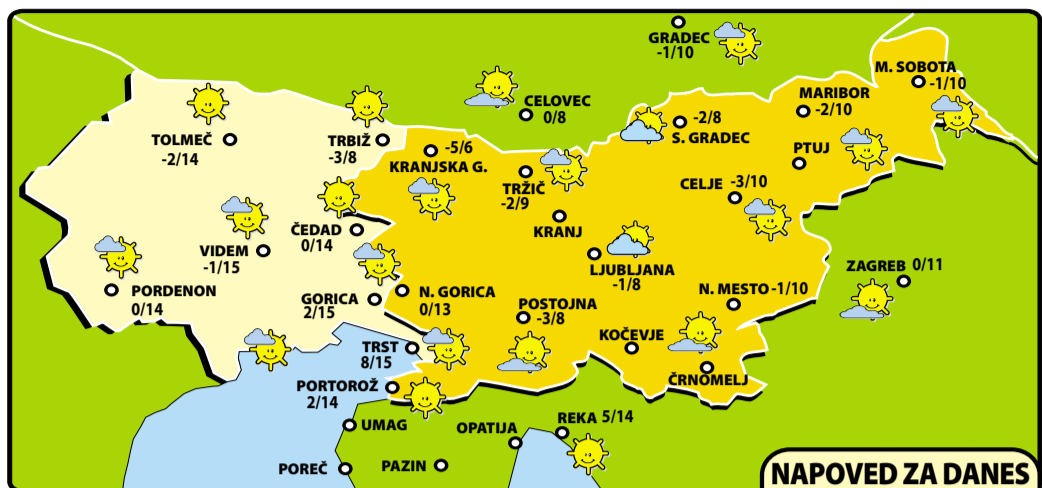 GRADEC
-1/10
M. SOBOTA
-1/10
MARIBOR
-2/10
CELOVEC
0/8
-2/8
S. GRADEC
TOLMEČ
-2/14
TRBIŽ
-3/8
-5/6
KRANJSKA G.
PTUJ
TRŽIČ
-2/9
CELJE -3/10
KRANJ
ČEDAD
0/14
VIDEM
-1/15
LJUBLJANA
-1/8
ZAGREB 0/11
PORDENON
0/14
GORICA
2/15
N. GORICA
0/13
N. MESTO -1/10
POSTOJNA
-3/8
KOČEVJE
TRST
8/15
ČRNOMELJ
PORTOROŽ
2/14
UMAG
OPATIJA
REKA 5/14
POREČ
PAZIN
NAPOVED ZA DANES